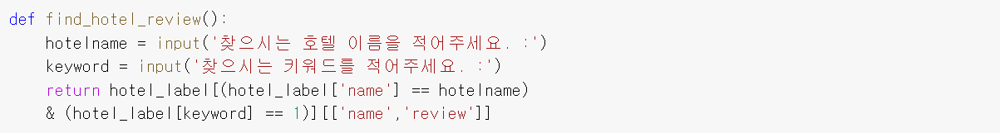 def find_hotel_review():
    hotelname = input('찾으시는 호텔 이름을 적어주세요. :')
    keyword = input('찾으시는 키워드를 적어주세요. :')
    return hotel_label[(hotel_label['name'] == hotelname)
    & (hotel_label[keyword] == 1)][['name','review']]